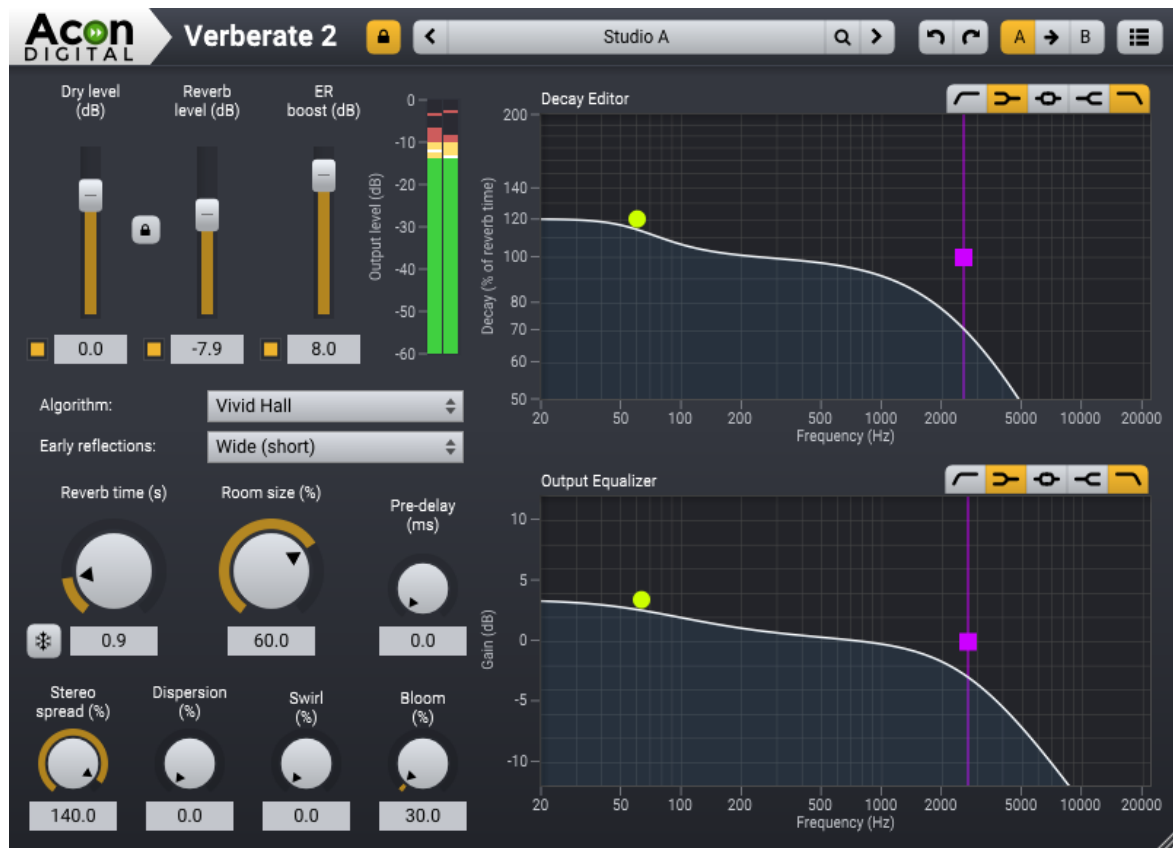 Acon
DIGITAL
Verberate 2
Studio A
A
B
Dry level
(dB)
Reverb
level (dB)
ER
boost (dB)
0.0
-7.9
8.0
Output level (dB)
0
-10
-20
-30
-40
-50
-60
Algorithm:
Vivid Hall
Early reflections:
Wide (short)
Reverb time (s)
0.9
Room size (%)
60.0
Pre-delay
(ms)
0.0
Stereo
spread (%)
140.0
Dispersion
(%)
0.0
Swirl
(%)
0.0
Bloom
(%)
30.0
Decay Editor
Decay (% of reverb time)
200
140
120
100
80
70
60
50
20 50 100 200 500 1000 2000 5000 10000 20000
Frequency (Hz)
Output Equalizer
Gain (dB)
10
5
0
-5
-10
20 50 100 200 500 1000 2000 5000 10000 20000
Frequency (Hz)